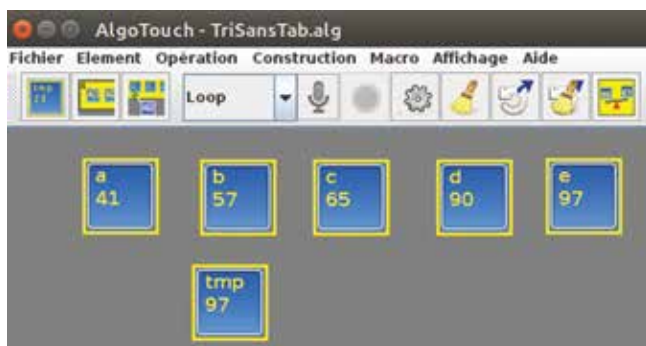 AlgoTouch - TriSansTab.alg
Fichier Element Opération Construction Macro Affichage Aide
Loop
a b c d e
41 57 65 90 97
tmp
97